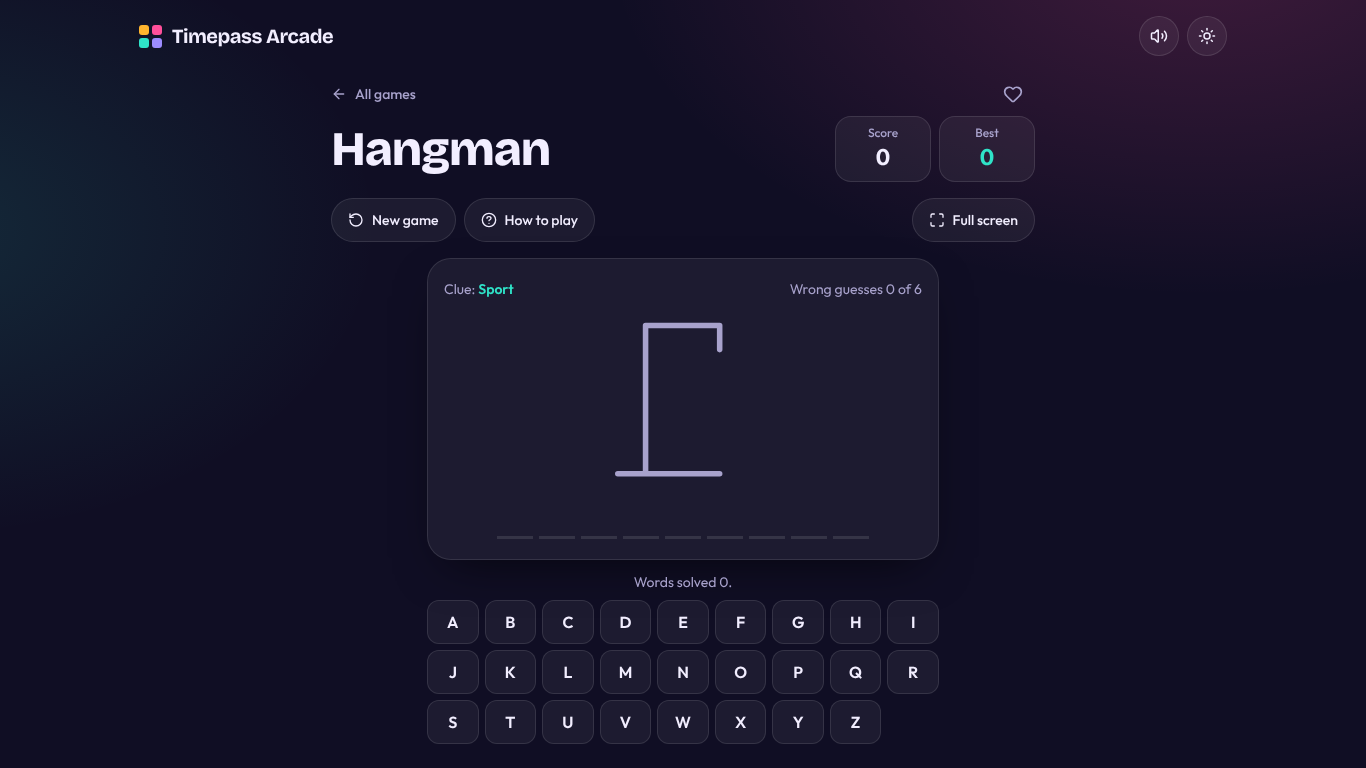 Timepass Arcade
All games
Hangman
Score
0
Best
0
New game
How to play
Full screen
Clue: Sport
Wrong guesses 0 of 6
Words solved 0.
A B C D E F G H I
J K L M N O P Q R
S T U V W X Y Z